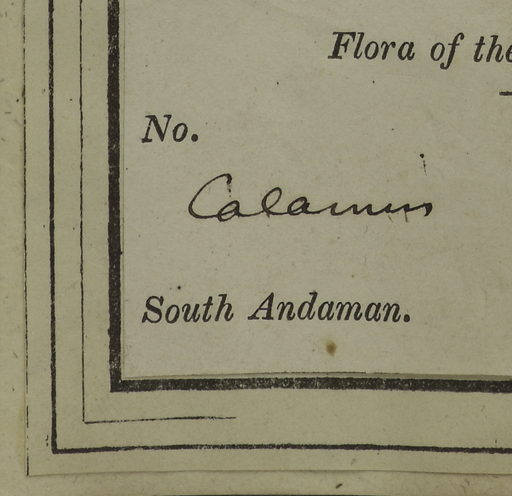 Flora of the
No.
Calamus
South Andaman.